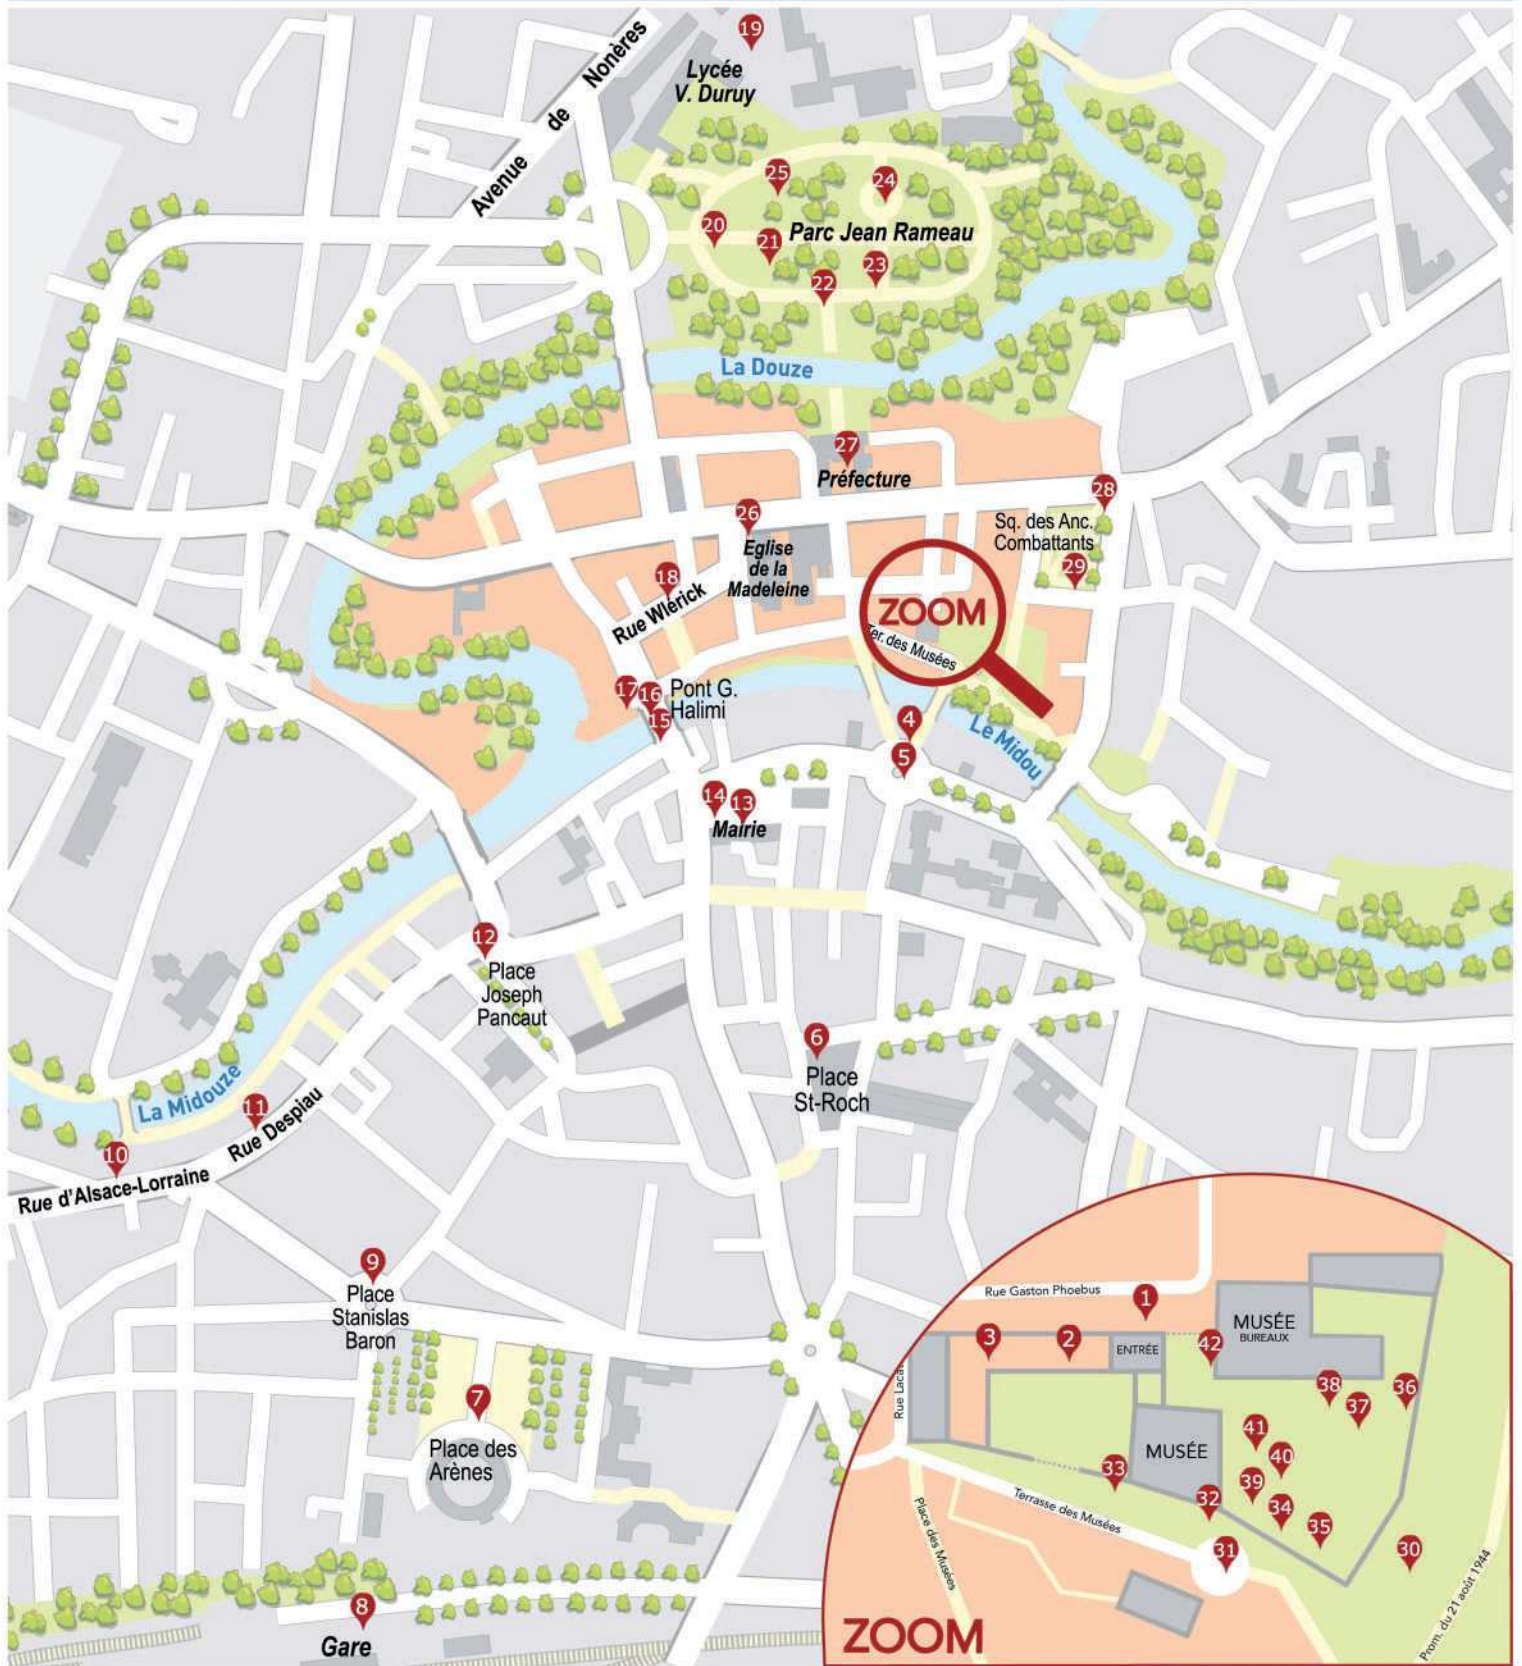 19
Lycée
V. Duruy
Avenue de Nonères
25
24
20
21
Parc Jean Rameau
23
22
La Douze
27
Préfecture
28
26
Sq. des Anc.
Combattants
29
Eglise
de la
Madeleine
18
Rue Wlérick
ZOOM
Ter. des Musées
17
16
15
Pont G.
Halimi
4
5
Le Midou
14
13
Mairie
12
Place
Joseph
Pancaut
6
Place
St-Roch
La Midouze
11
Rue Despiau
10
Rue d'Alsace-Lorraine
9
Place
Stanislas
Baron
7
Place des
Arènes
8
Gare
Rue Gaston Phoebus
1
MUSÉE
BUREAUX
3
2
ENTRÉE
42
38
37
36
41
40
MUSÉE
33
39
32
34
35
Terrasse des Musées
31
30
Place des Musées
Prom. du 21 août 1944
ZOOM